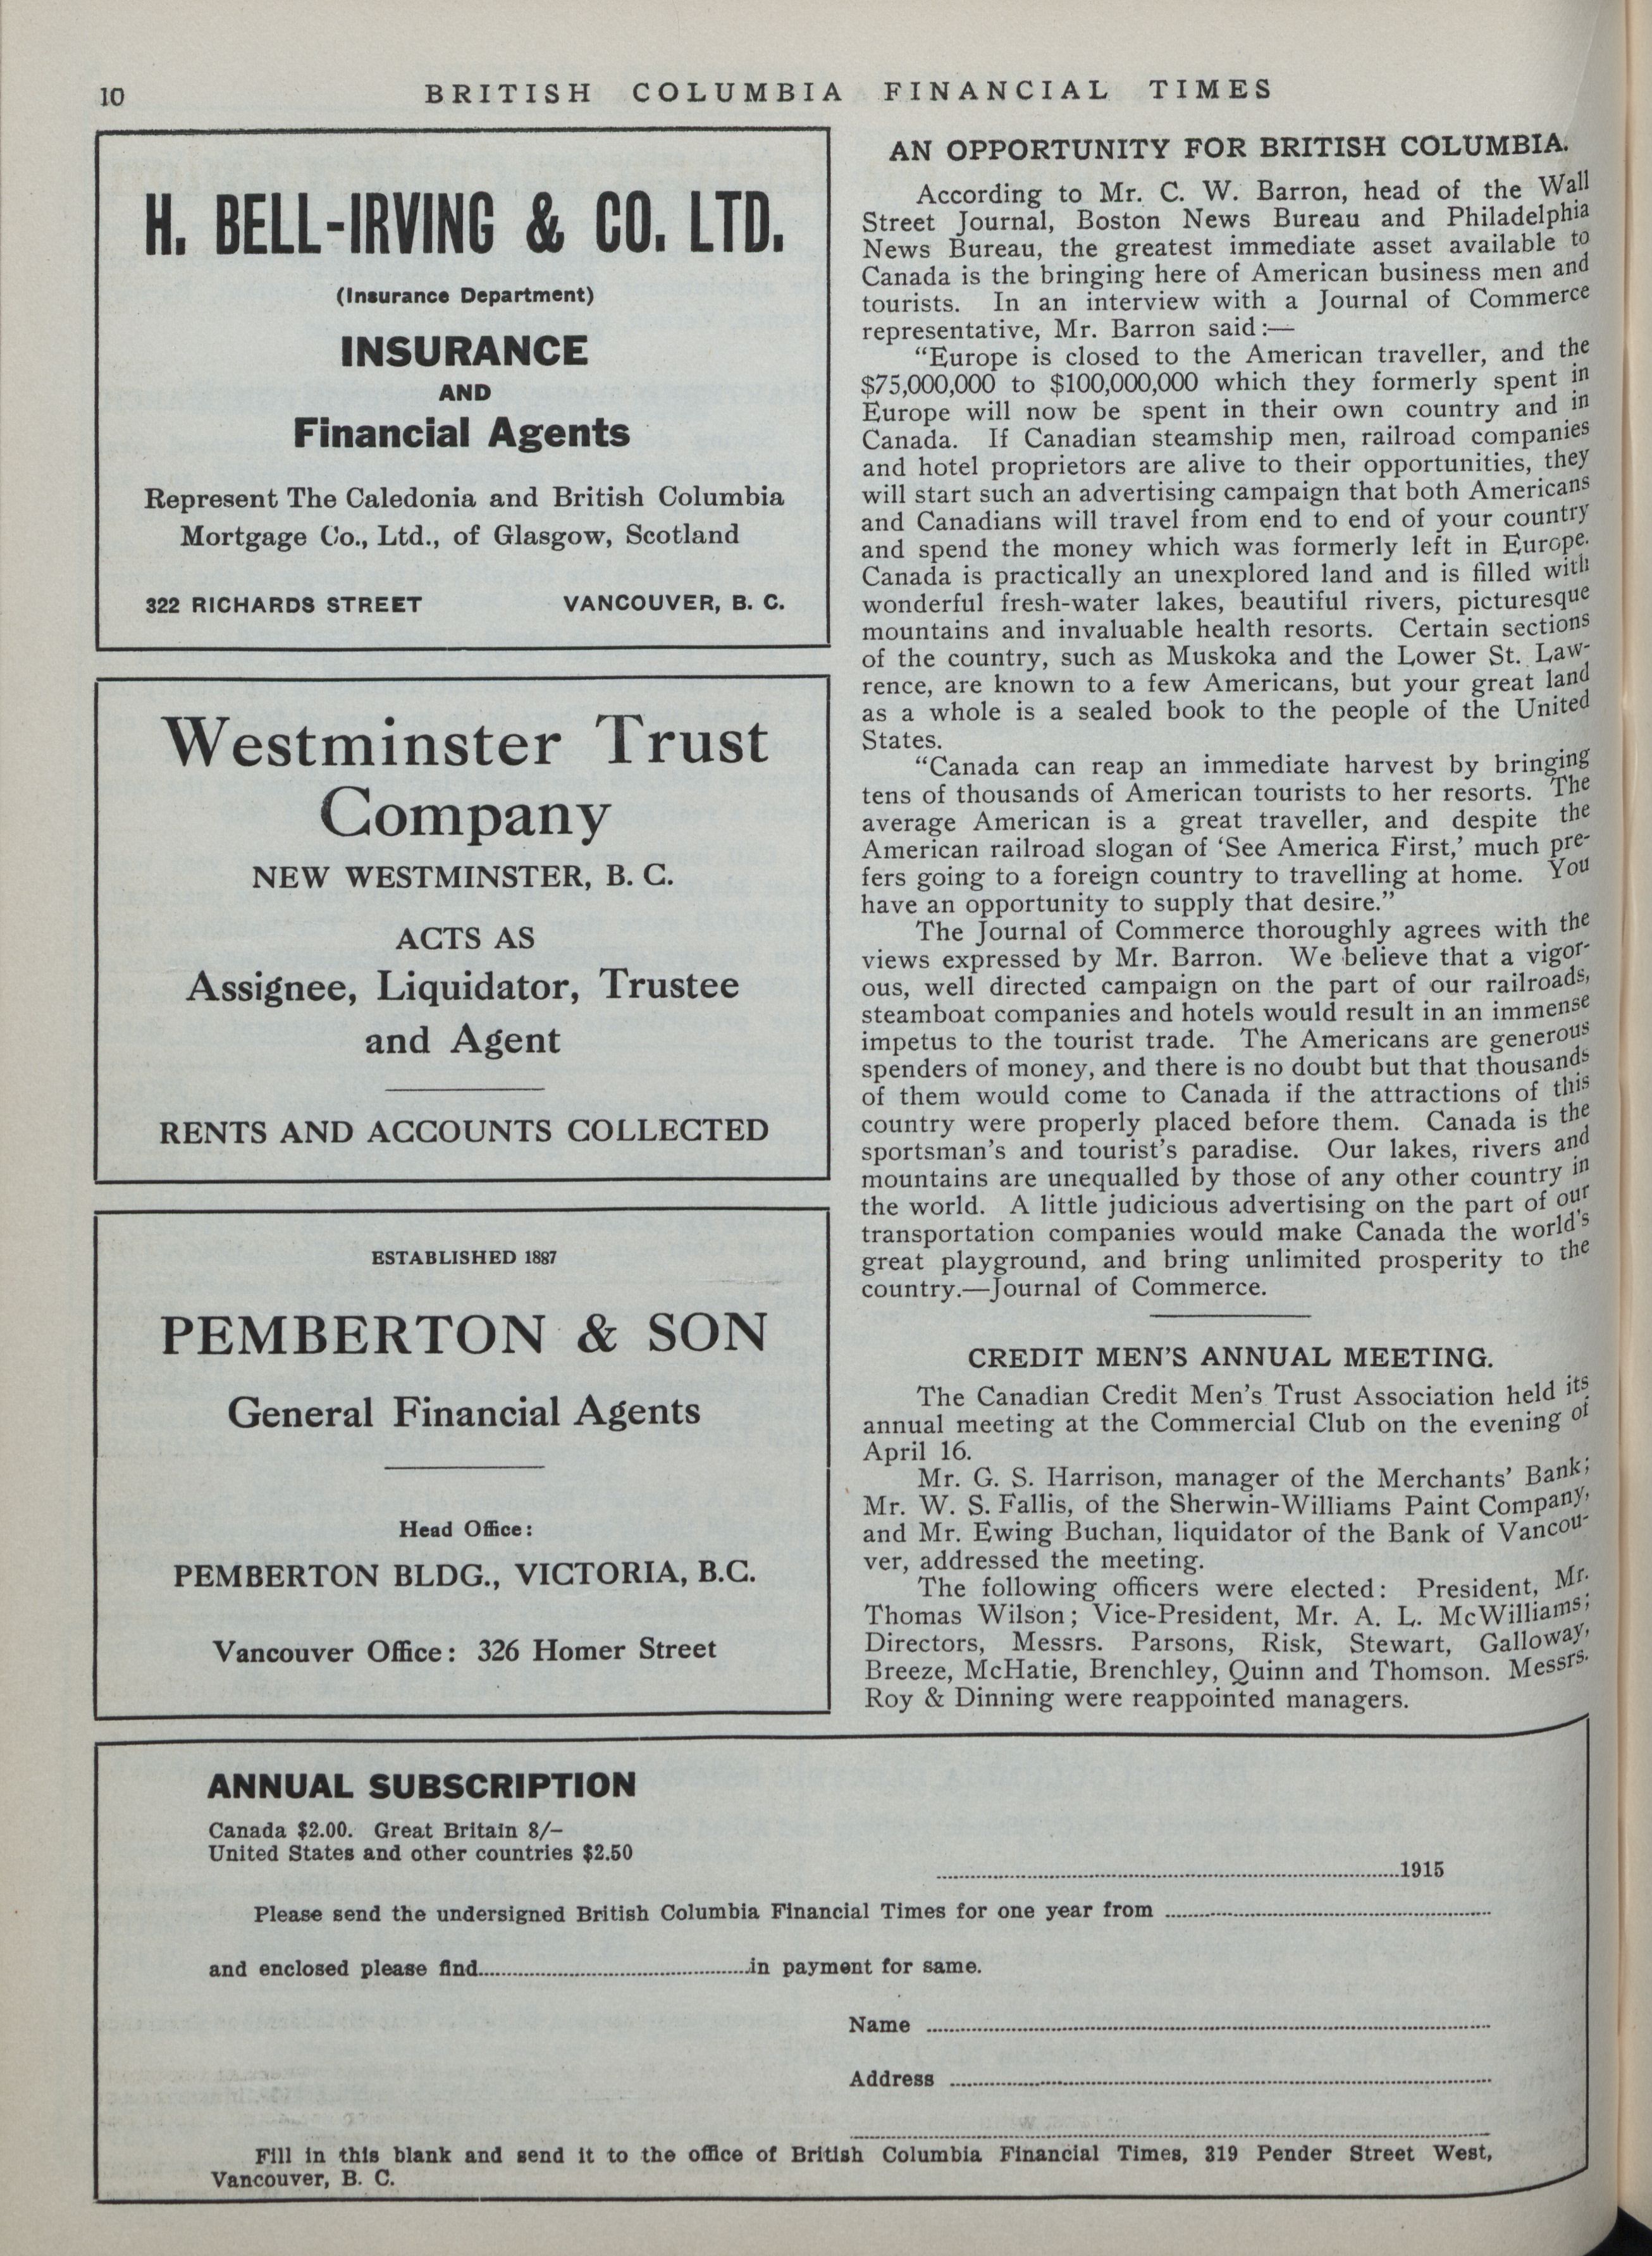 10
BRITISH COLUMBIA FINANCIAL TIMES
H. BELL-IRVING & CO. LTD.
(Insurance Department)
INSURANCE
AND
Financial Agents
Represent The Caledonia and British Columbia
Mortgage Co., Ltd., of Glasgow, Scotland
322 RICHARDS STREET VANCOUVER, B. C.
Westminster Trust
Company
NEW WESTMINSTER, B. C.
ACTS AS
Assignee, Liquidator, Trustee
and Agent
RENTS AND ACCOUNTS COLLECTED
ESTABLISHED 1887
PEMBERTON & SON
General Financial Agents
Head Office:
PEMBERTON BLDG., VICTORIA, B.C.
Vancouver Office: 326 Homer Street
AN OPPORTUNITY FOR BRITISH COLUMBIA.
According to Mr. C. W. Barron, head of the Wall
Street Journal, Boston News Bureau and Philadelphia
News Bureau, the greatest immediate asset available to
Canada is the bringing here of American business men and
tourists. In an interview with a Journal of Commerce
representative, Mr. Barron said:—
"Europe is closed to the American traveller, and the
$75,000,000 to $100,000,000 which they formerly spent in
Europe will now be spent in their own country and in
Canada. If Canadian steamship men, railroad companies
and hotel proprietors are alive to their opportunities, they
will start such an advertising campaign that both Americans
and Canadians will travel from end to end of your country
and spend the money which was formerly left in Europe.
Canada is practically an unexplored land and is filled with
wonderful fresh-water lakes, beautiful rivers, picturesque
mountains and invaluable health resorts. Certain sections
of the country, such as Muskoka and the Lower St. Law-
rence, are known to a few Americans, but your great land
as a whole is a sealed book to the people of the United
States.
"Canada can reap an immediate harvest by bringing
tens of thousands of American tourists to her resorts. The
average American is a great traveller, and despite the
American railroad slogan of 'See America First,' much pre-
fers going to a foreign country to travelling at home. You
have an opportunity to supply that desire."
The Journal of Commerce thoroughly agrees with the
views expressed by Mr. Barron. We believe that a vigor-
ous, well directed campaign on the part of our railroads,
steamboat companies and hotels would result in an immense
impetus to the tourist trade. The Americans are generous
spenders of money, and there is no doubt but that thousands
of them would come to Canada if the attractions of this
country were properly placed before them. Canada is the
sportsman's and tourist's paradise. Our lakes, rivers and
mountains are unequalled by those of any other country in
the world. A little judicious advertising on the part of our
transportation companies would make Canada the world's
great playground, and bring unlimited prosperity to the
country.—Journal of Commerce.
CREDIT MEN'S ANNUAL MEETING.
The Canadian Credit Men's Trust Association held its
annual meeting at the Commercial Club on the evening of
April 16.
Mr. G. S. Harrison, manager of the Merchants' Bank;
Mr. W. S. Fallis, of the Sherwin-Williams Paint Company,
and Mr. Ewing Buchan, liquidator of the Bank of Vancou-
ver, addressed the meeting.
The following officers were elected: President, Mr.
Thomas Wilson; Vice-President, Mr. A. L. McWilliams;
Directors, Messrs. Parsons, Risk, Stewart, Galloway,
Breeze, McHatie, Brenchley, Quinn and Thomson. Messrs.
Roy & Dinning were reappointed managers.
ANNUAL SUBSCRIPTION
Canada $2.00. Great Britain 8/-
United States and other countries $2.50
1915
Please send the undersigned British Columbia Financial Times for one year from
and enclosed please find in payment for same.
Name
Address
Fill in this blank and send it to the office of British Columbia Financial Times, 319 Pender Street West,
Vancouver, B. C.